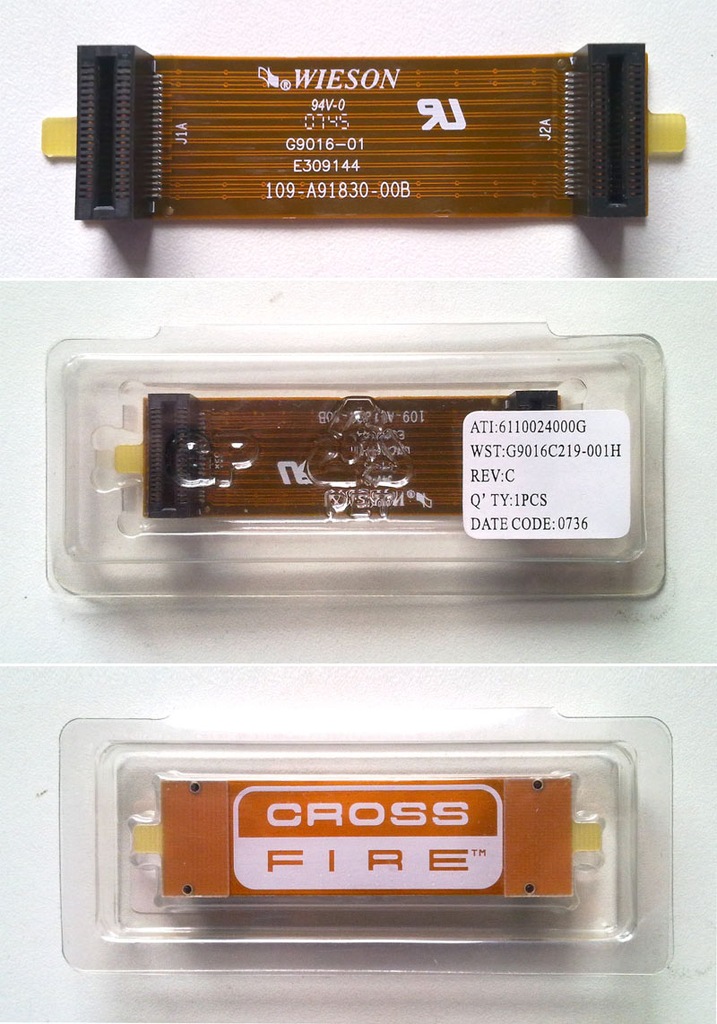 WIESON
94V-0
0745
G9016-01
E309144
109-A91830-00B
J1A
J2A
ATI:6110024000G
WST:G9016C219-001H
REV:C
Q' TY:1PCS
DATE CODE: 0736
CROSS
FIRE™